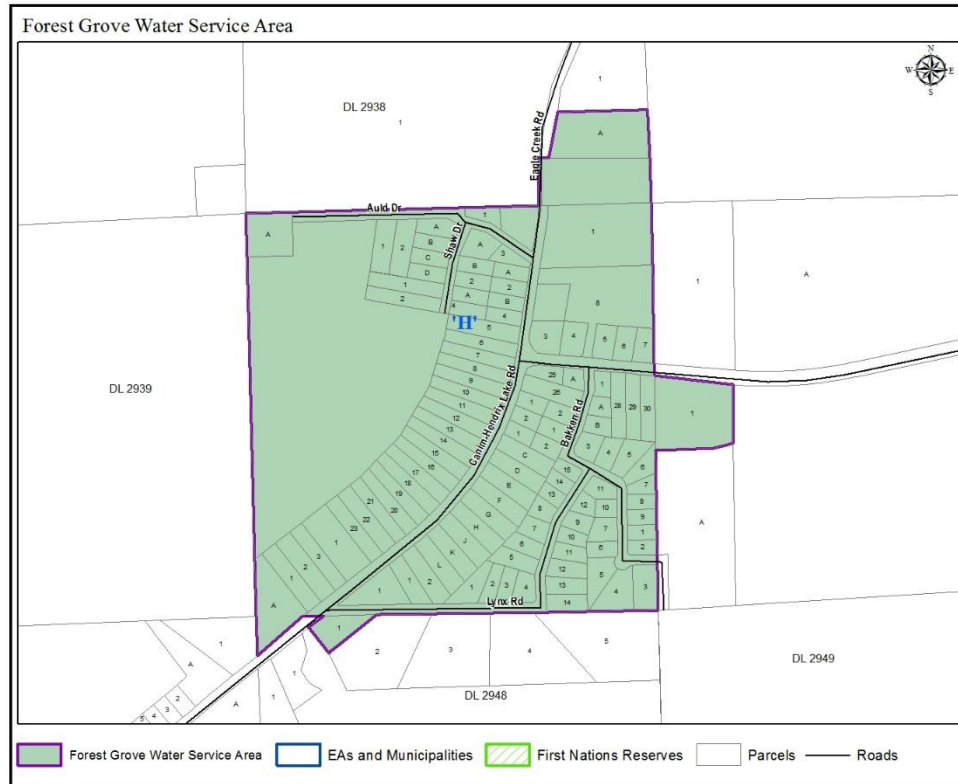 Forest Grove Water Service Area
N
W E
S
1
DL 2938
1
A
Eagle Creek Rd
Auld Dr
A
1
A
Shaw Dr
1
2
B
C
D
1
2
A
3
B
A
2
2
A
B
4
4
'H'
5
6
7
8
9
10
11
12
13
14
15
16
17
18
19
20
21
22
23
1
3
2
1
A
1
8
3
4
5
6
7
1
A
DL 2939
Canim-Hendrix Lake Rd
25
A
26
1
2
2
1
1
2
C
D
E
F
G
H
J
K
L
2
1
Bakken Rd
1
A
B
28
29
30
1
3
4
5
6
7
8
9
1
2
15
14
13
8
7
6
5
11
12
10
9
7
10
6
11
12
5
13
4
3
14
1
2
3
4
Lynx Rd
A
1
2
3
4
5
DL 2949
DL 2948
1
A
2
3
4
5
1
A
1
Forest Grove Water Service Area
EAs and Municipalities
First Nations Reserves
Parcels
Roads